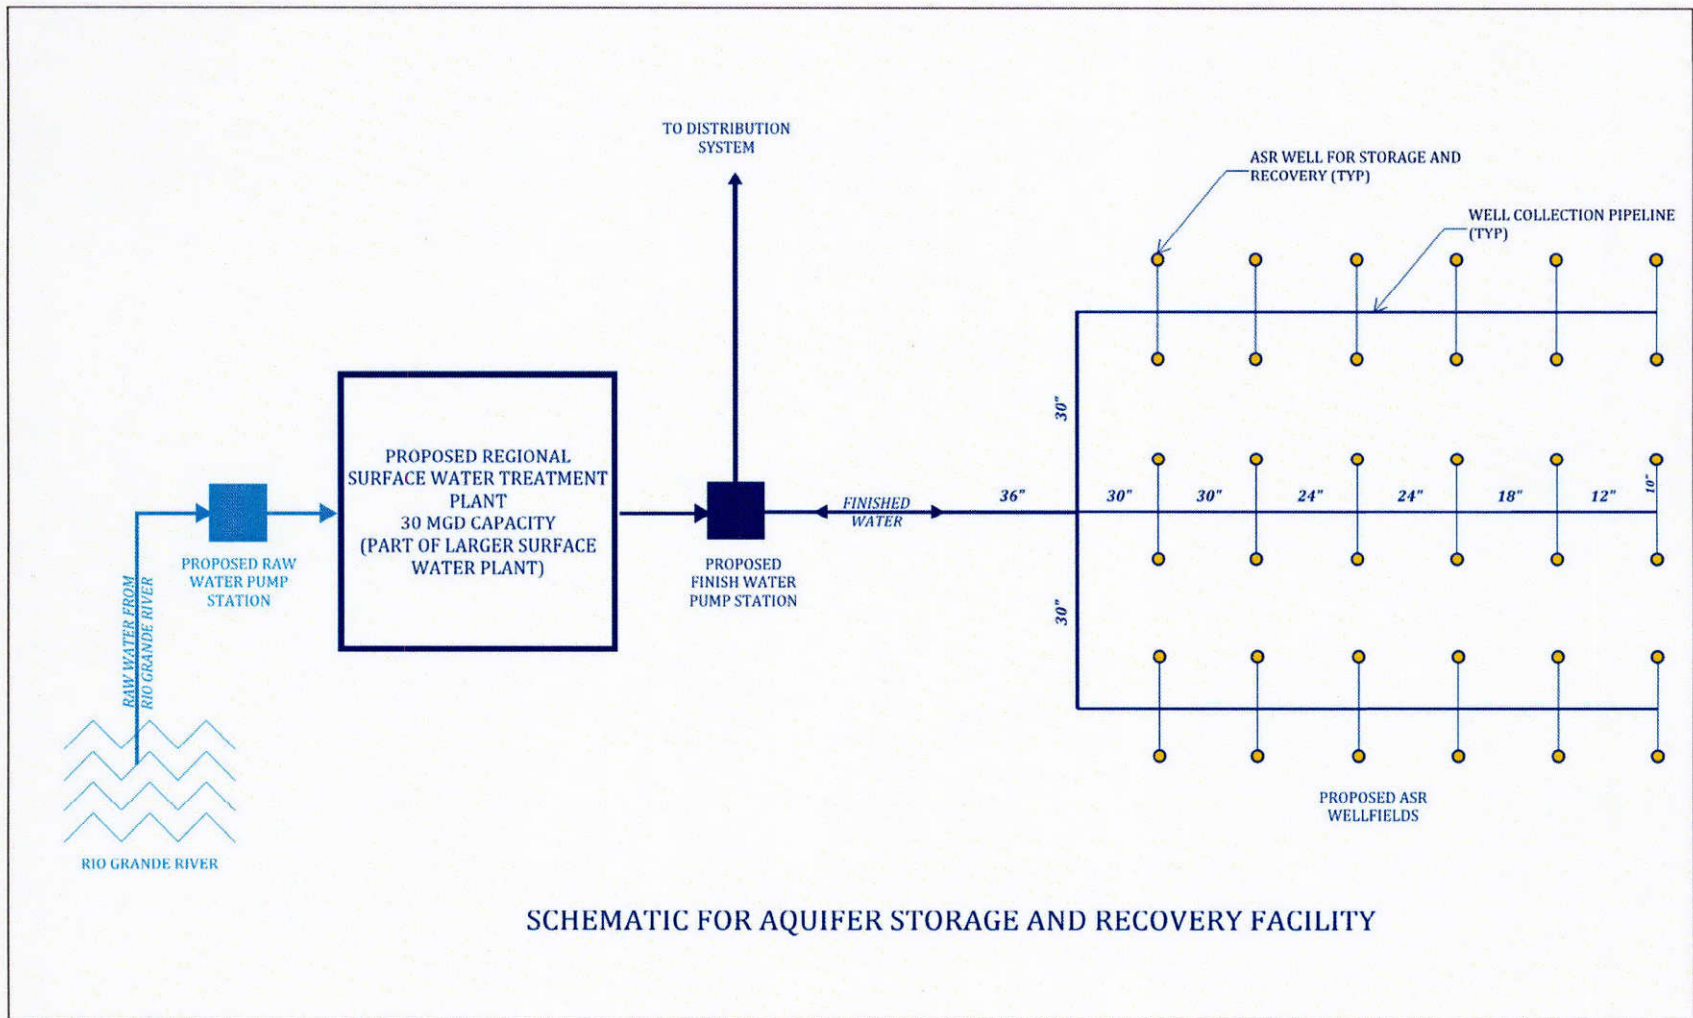 TO DISTRIBUTION
SYSTEM
ASR WELL FOR STORAGE AND
RECOVERY (TYP)
WELL COLLECTION PIPELINE
(TYP)
30"
PROPOSED REGIONAL
SURFACE WATER TREATMENT
PLANT
30 MGD CAPACITY
(PART OF LARGER SURFACE
WATER PLANT)
FINISHED
WATER
36"
30"
30"
24"
24"
18"
12"
10"
PROPOSED RAW
WATER PUMP
STATION
PROPOSED
FINISH WATER
PUMP STATION
RAW WATER FROM
RIO GRANDE RIVER
30"
PROPOSED ASR
WELLFIELDS
RIO GRANDE RIVER
SCHEMATIC FOR AQUIFER STORAGE AND RECOVERY FACILITY